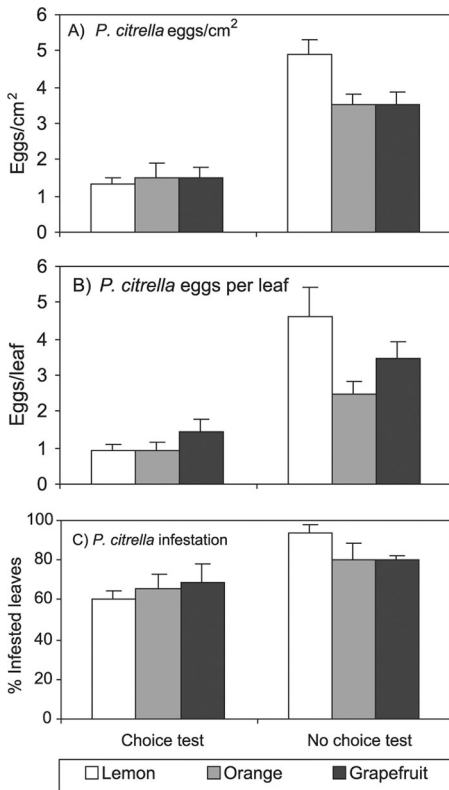 A) P. citrella eggs/cm²
Eggs/cm²
6
5
4
3
2
1
0
B) P. citrella eggs per leaf
Eggs/leaf
6
5
4
3
2
1
0
C) P. citrella infestation
% Infested leaves
100
80
60
40
20
0
Choice test No choice test
Lemon Orange Grapefruit